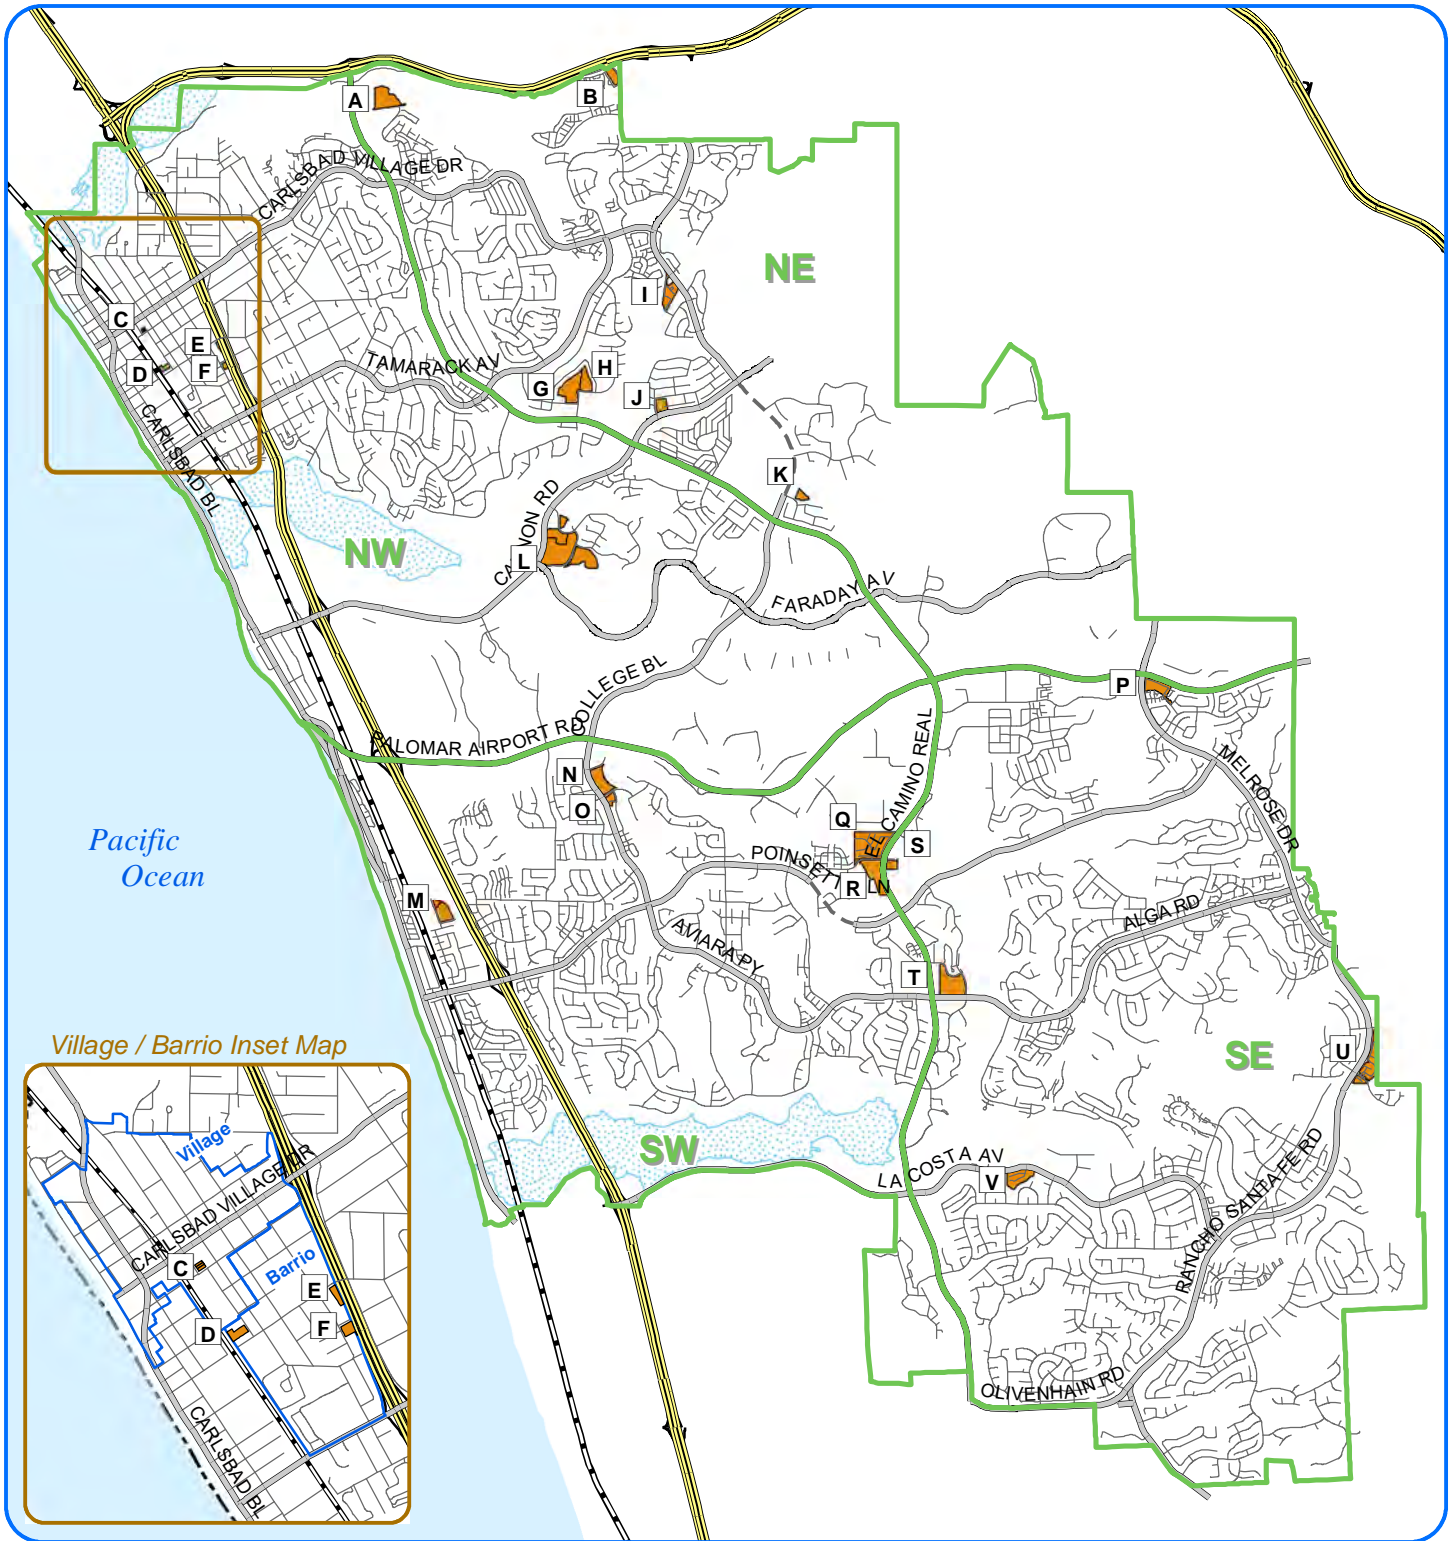 A
B
CARLSBAD VILLAGE DR
NE
I
C
E
D
F
TAMARACK AV
H
G
J
CARLSBAD BL
K
CANNON RD
NW
L
FARADAY AV
COLLEGE BL
P
PALOMAR AIRPORT RD
EL CAMINO REAL
MELROSE DR
N
O
Q
S
Pacific
Ocean
POINSETTIA LN
R
M
ALGA RD
AVIARA PY
T
Village / Barrio Inset Map
SE
U
SW
LA COSTA AV
V
RANCHO SANTA FE RD
OLIVENHAIN RD
Village
CARLSBAD VILLAGE DR
Barrio
C
E
D
F
CARLSBAD BL